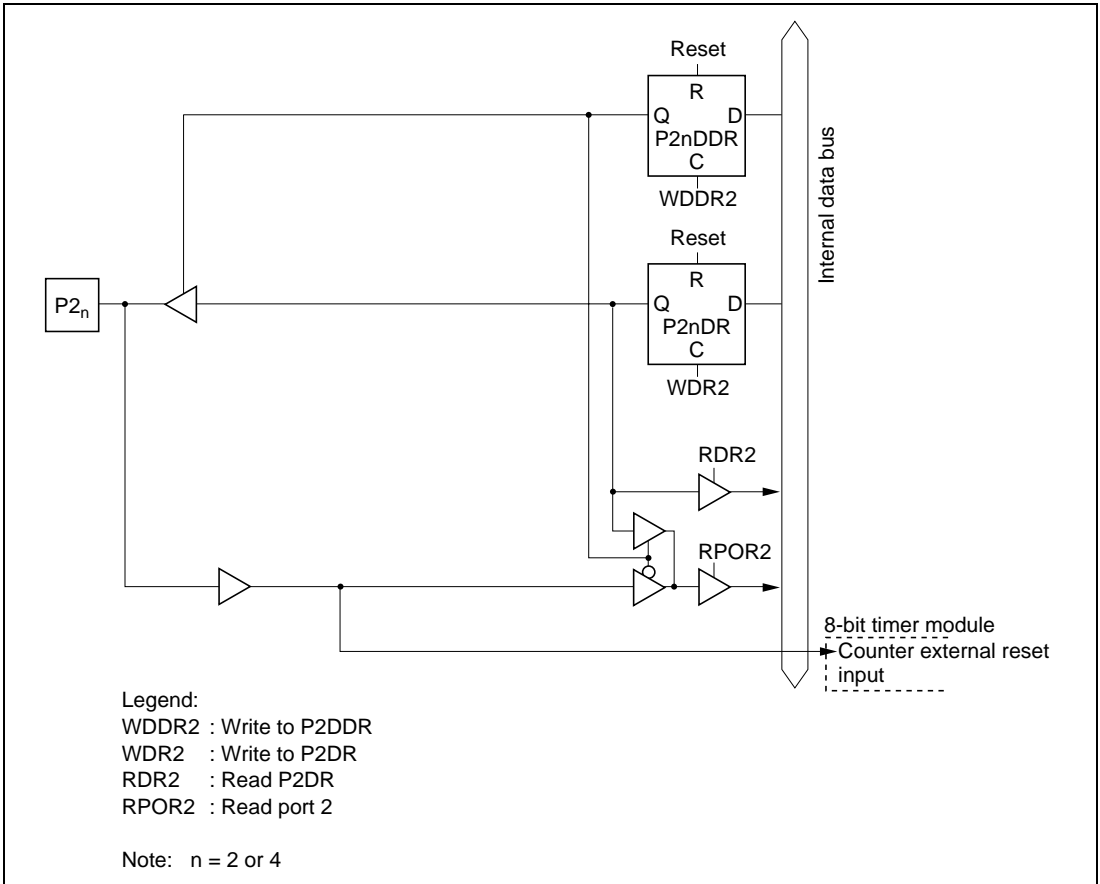 Reset
R
Q D
P2nDDR
C
WDDR2
Internal data bus
Reset
R
P2n
Q D
P2nDR
C
WDR2
RDR2
RPOR2
8-bit timer module
Counter external reset
input
Legend:
WDDR2 : Write to P2DDR
WDR2 : Write to P2DR
RDR2 : Read P2DR
RPOR2 : Read port 2
Note: n = 2 or 4